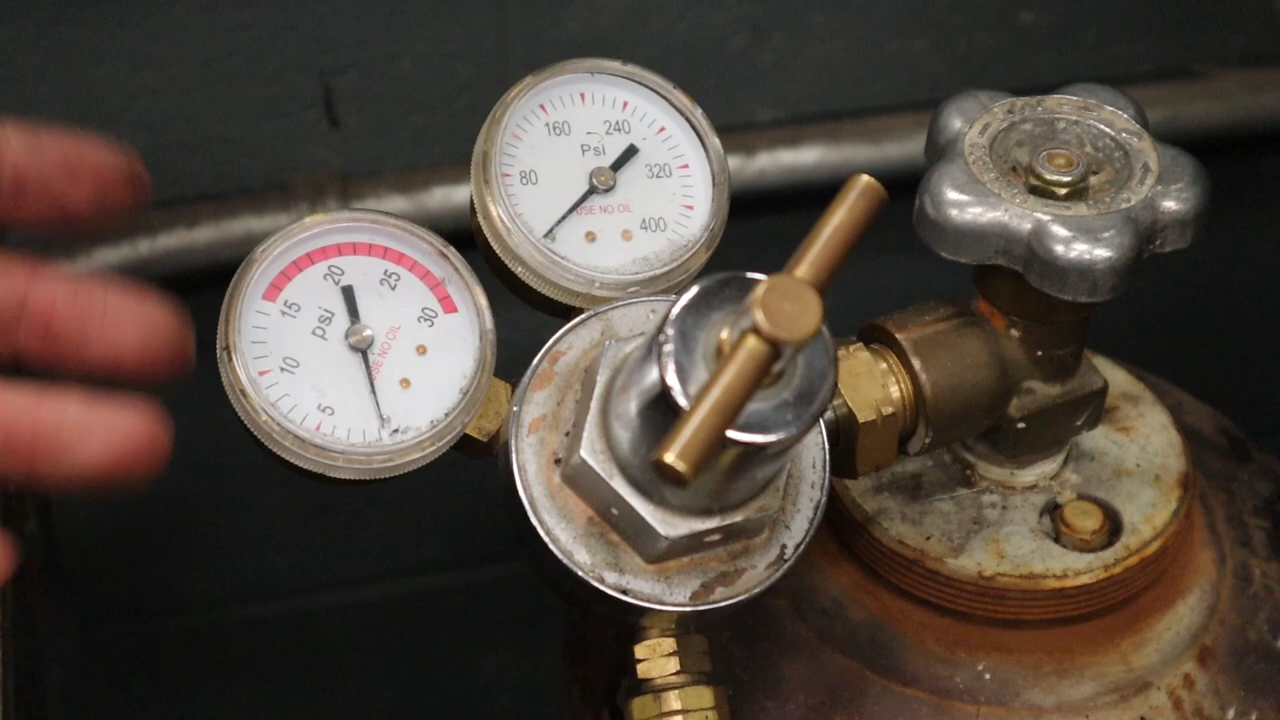 160 240
Psi
80 320
USE NO OIL
400
20
15 25
psi 30
10 USE NO OIL
5